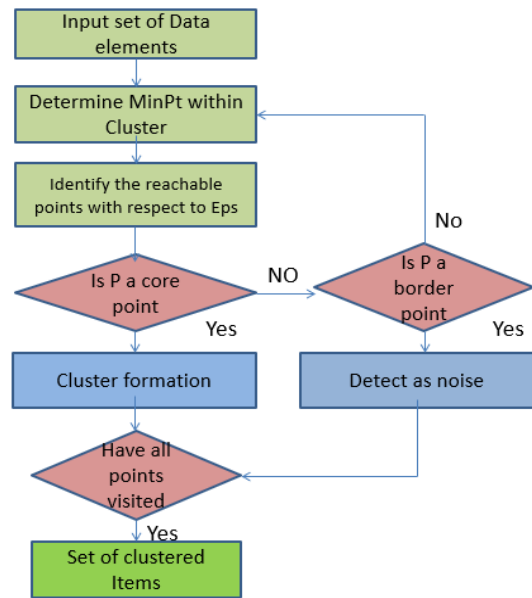 Input set of Data
elements
Determine MinPt within
Cluster
Identify the reachable
points with respect to Eps
No
Is P a core
point
NO
Is P a
border
point
Yes
Yes
Cluster formation
Detect as noise
Have all
points
visited
Yes
Set of clustered
Items